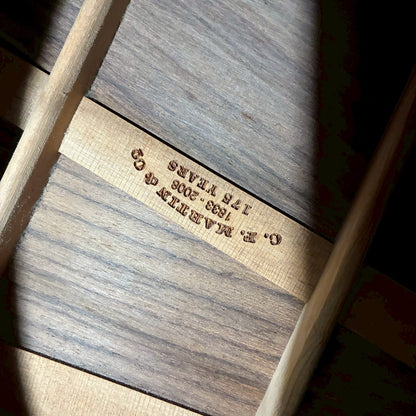 C. F. MARTIN & Cº
1833 - 2008
175 YEARS